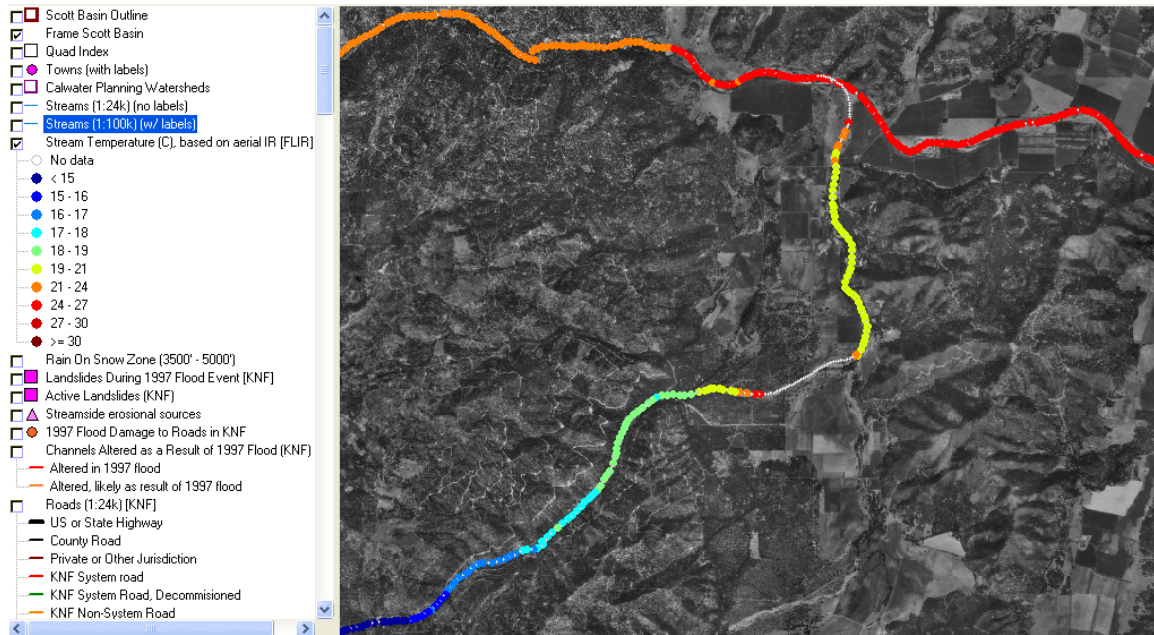 Scott Basin Outline
Frame Scott Basin
Quad Index
Towns (with labels)
Calwater Planning Watersheds
Streams (1:24k) (no labels)
Streams (1:100k) (w/ labels)
Stream Temperature (C), based on aerial IR [FLIR]
No data
< 15
15 - 16
16 - 17
17 - 18
18 - 19
19 - 21
21 - 24
24 - 27
27 - 30
>= 30
Rain On Snow Zone (3500' - 5000')
Landslides During 1997 Flood Event [KNF]
Active Landslides (KNF)
Streamside erosional sources
1997 Flood Damage to Roads in KNF
Channels Altered as a Result of 1997 Flood (KNF)
Altered in 1997 flood
Altered, likely as result of 1997 flood
Roads (1:24k) [KNF]
US or State Highway
County Road
Private or Other Jurisdiction
KNF System road
KNF System Road, Decommisioned
KNF Non-System Road